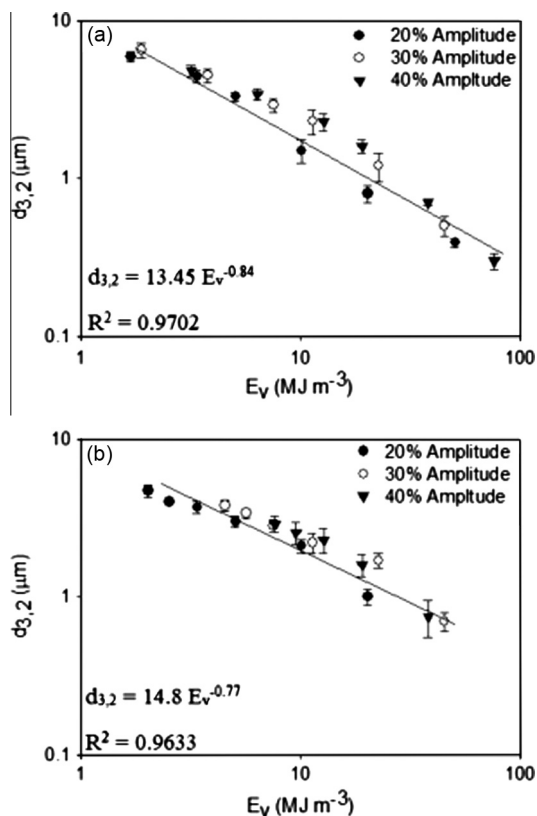 (a)
20% Amplitude
30% Amplitude
40% Ampltude
10
1
0.1
d3,2 (μm)
d3,2 = 13.45 Ev-0.84
R2 = 0.9702
1
10
100
Ev (MJ m-3)
(b)
20% Amplitude
30% Amplitude
40% Ampltude
10
1
0.1
d3,2 (μm)
d3,2 = 14.8 Ev-0.77
R2 = 0.9633
1
10
100
Ev (MJ m-3)